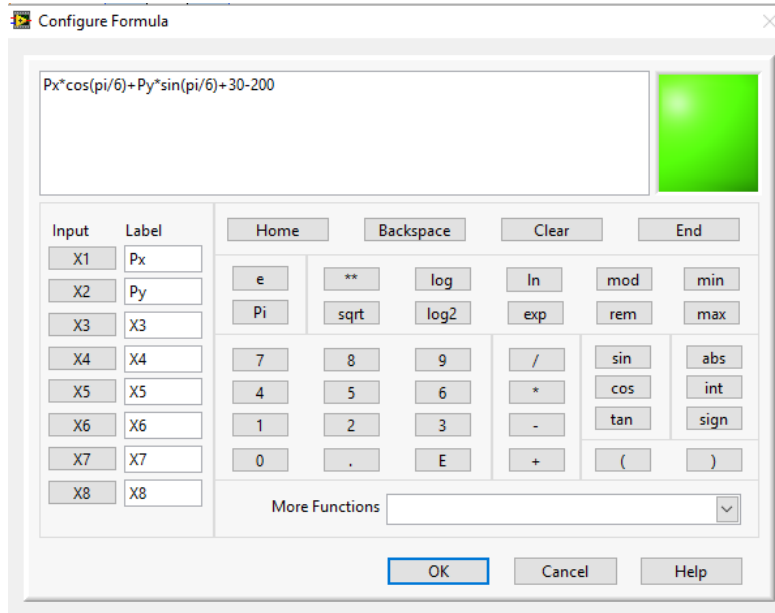 Configure Formula
Px*cos(pi/6)+Py*sin(pi/6)+30-200
Input Label Home Backspace Clear End
X1 Px
e ** log ln mod min
X2 Py
Pi sqrt log2 exp rem max
X3 X3
X4 X4 7 8 9 / sin abs
X5 X5 4 5 6 * cos int
X6 X6 1 2 3 - tan sign
X7 X7 0 . E + ( )
X8 X8
More Functions
OK Cancel Help